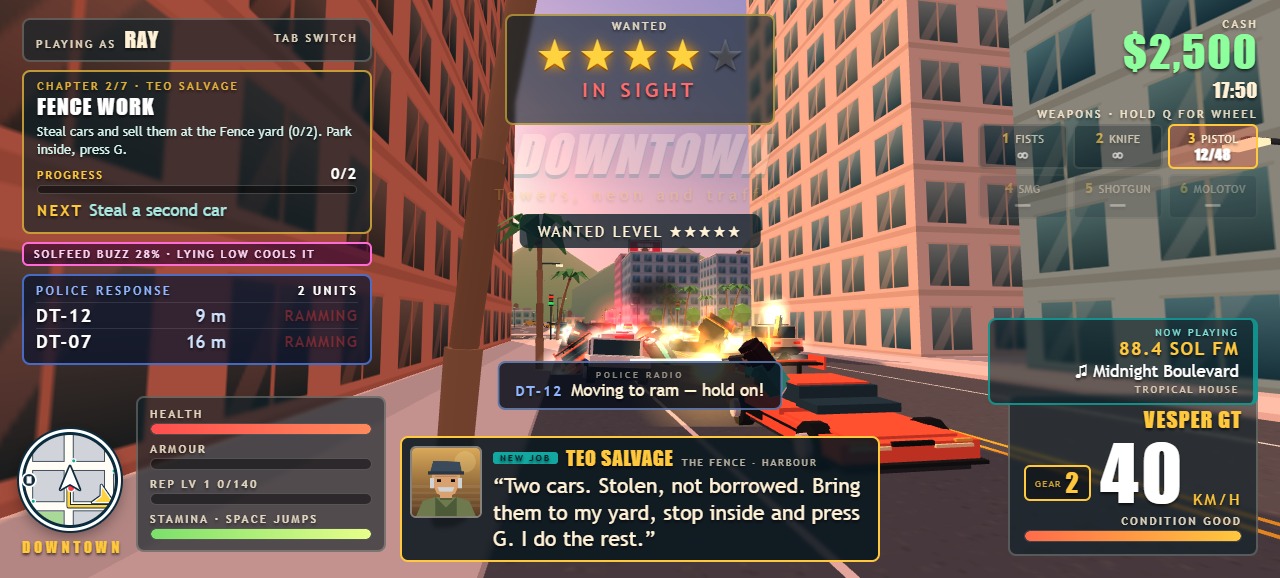 PLAYING AS RAY
TAB SWITCH
CHAPTER 2/7 · TEO SALVAGE
FENCE WORK
Steal cars and sell them at the Fence yard (0/2). Park
inside, press G.
PROGRESS 0/2
NEXT Steal a second car
SOLFEED BUZZ 28% · LYING LOW COOLS IT
POLICE RESPONSE 2 UNITS
DT-12 9 m RAMMING
DT-07 16 m RAMMING
HEALTH
ARMOUR
REP LV 1 0/140
STAMINA · SPACE JUMPS
DOWNTOWN
WANTED
★★★★★
IN SIGHT
DOWNTOWN
Towers, neon and
WANTED LEVEL ★★★★★
POLICE RADIO
DT-12 Moving to ram — hold on!
NEW JOB TEO SALVAGE THE FENCE · HARBOUR
“Two cars. Stolen, not borrowed. Bring
them to my yard, stop inside and press
G. I do the rest.”
CASH
$2,500
17:50
WEAPONS · HOLD Q FOR WHEEL
1 FISTS ∞
2 KNIFE ∞
3 PISTOL 12/48
4 SMG —
5 SHOTGUN —
6 MOLOTOV —
NOW PLAYING
88.4 SOL FM
♫ Midnight Boulevard
TROPICAL HOUSE
VESPER GT
GEAR 2
40 KM/H
CONDITION GOOD